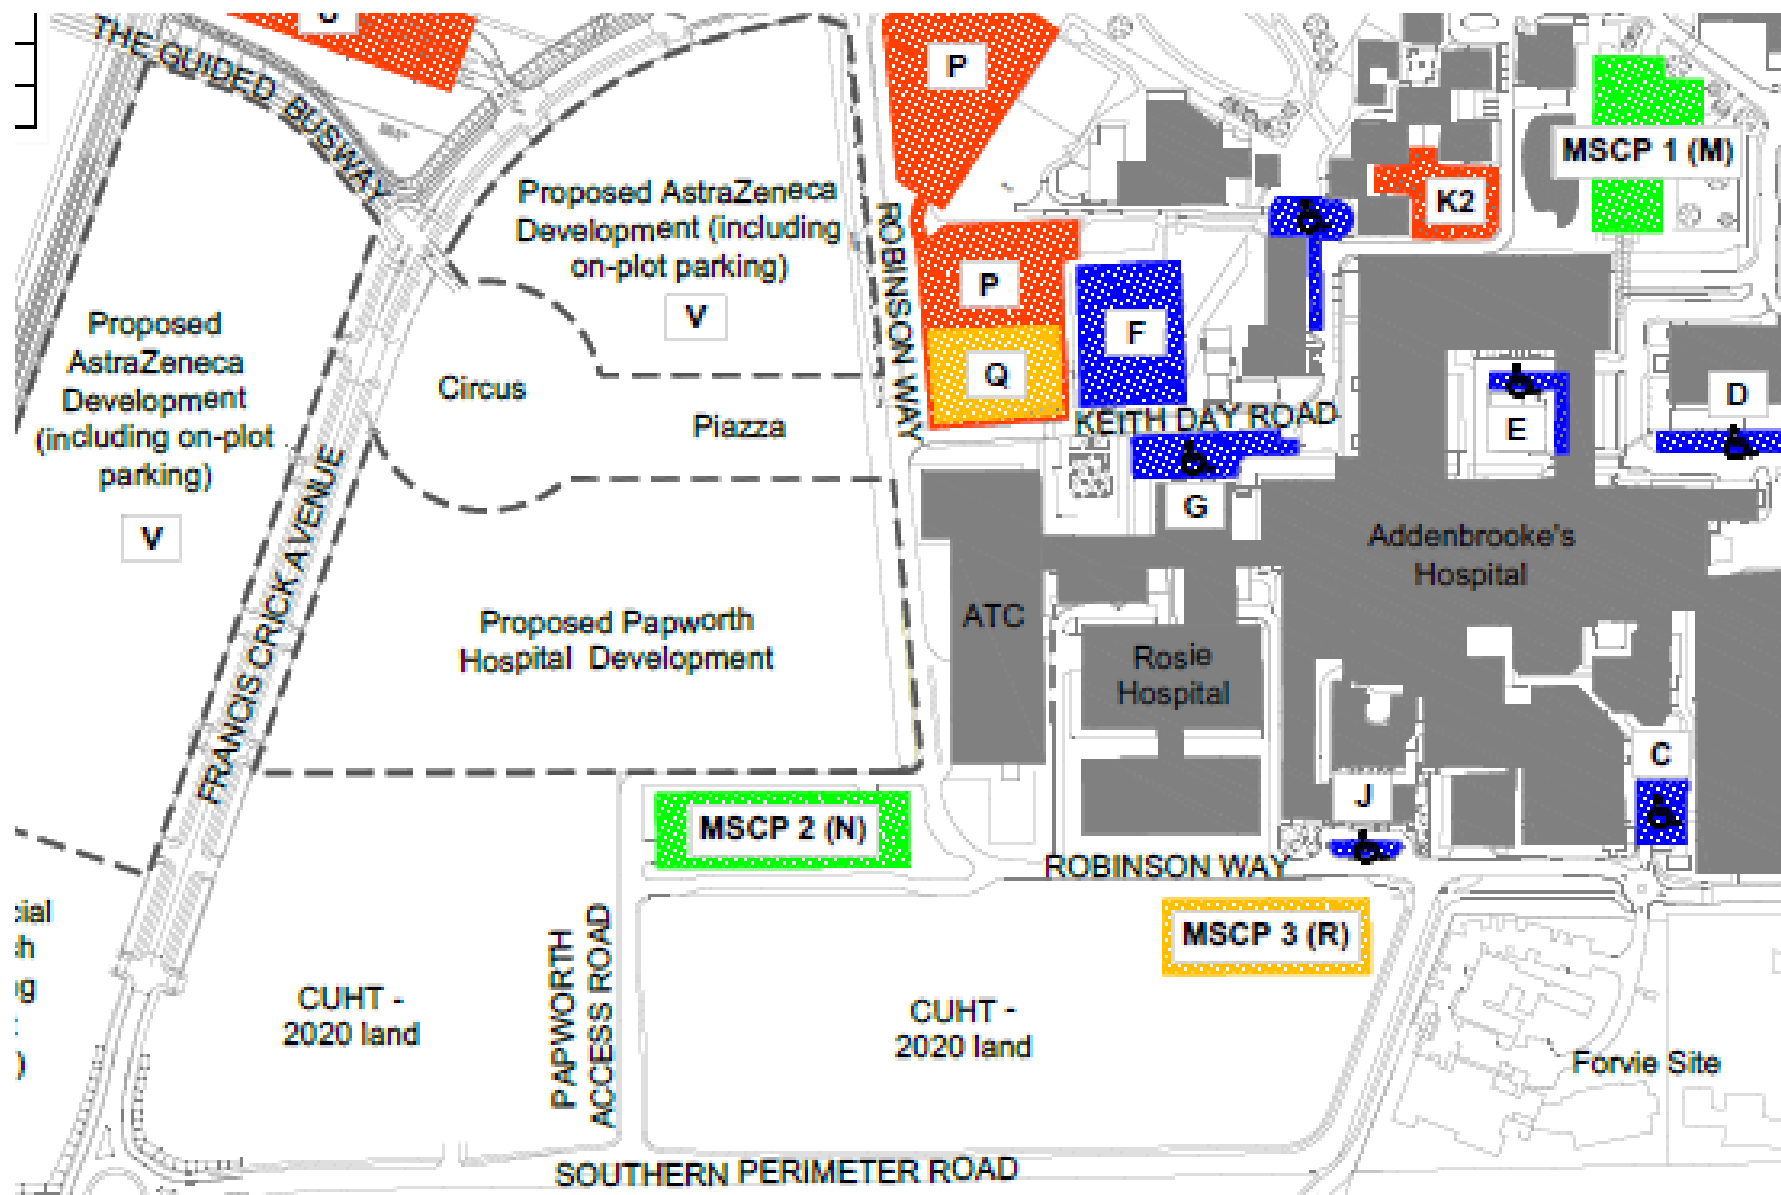 THE GUIDED BUSWAY
P
MSCP 1 (M)
K2
Proposed AstraZeneca
Development (including
on-plot parking)
V
ROBINSON WAY
P
F
Q
Proposed
AstraZeneca
Development
(including on-plot
parking)
V
Circus
Piazza
KEITH DAY ROAD
E
D
G
FRANCIS CRICK AVENUE
Addenbrooke's
Hospital
ATC
Proposed Papworth
Hospital Development
Rosie
Hospital
C
J
MSCP 2 (N)
ROBINSON WAY
MSCP 3 (R)
PAPWORTH
ACCESS ROAD
CUHT -
2020 land
CUHT -
2020 land
Forvie Site
SOUTHERN PERIMETER ROAD